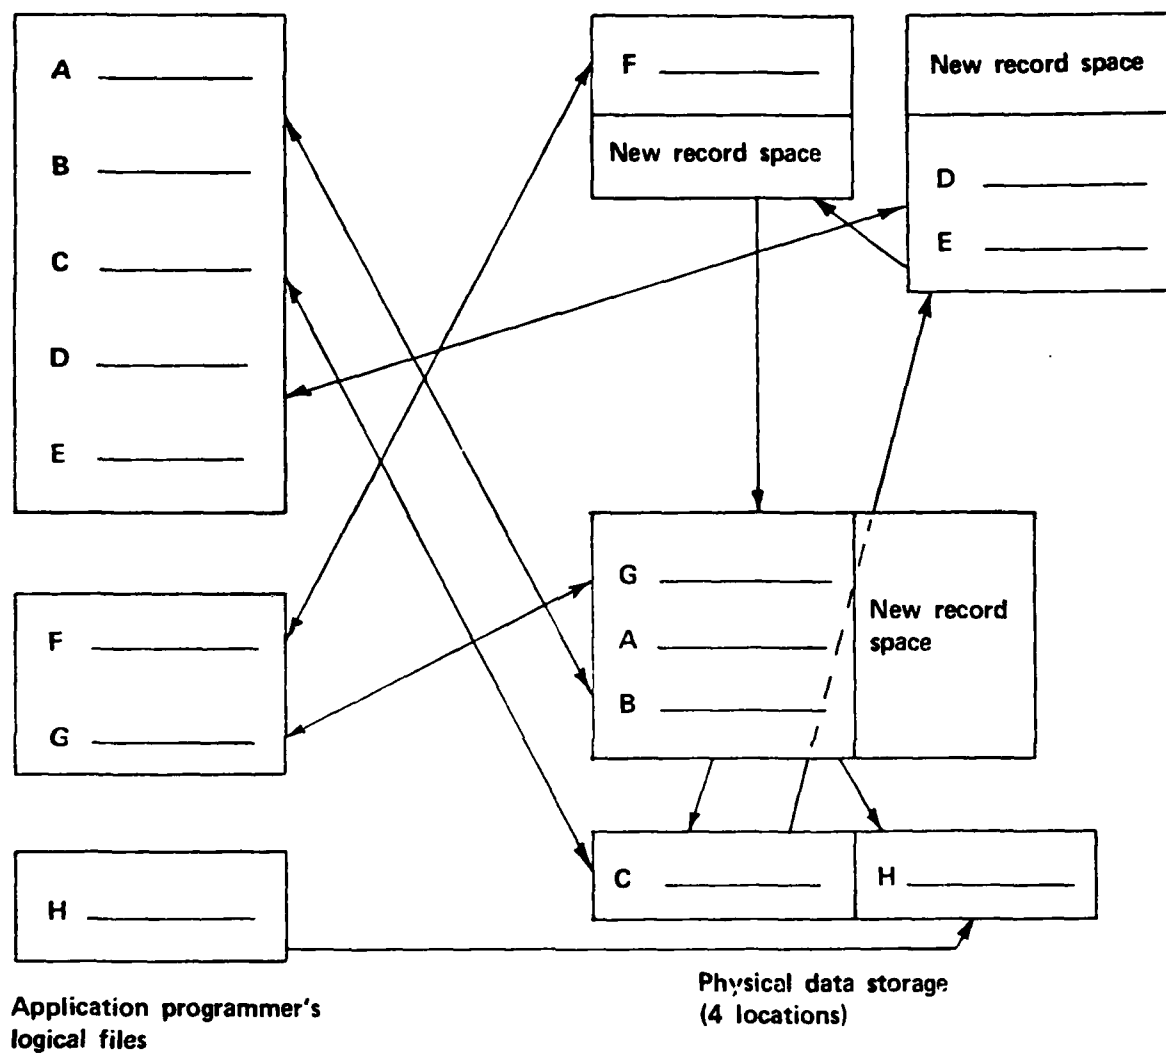 A
B
C
D
E
F
G
H
Application programmer's
logical files
F
New record space
New record space
D
E
G
A
B
New record
space
C
H
Physical data storage
(4 locations)